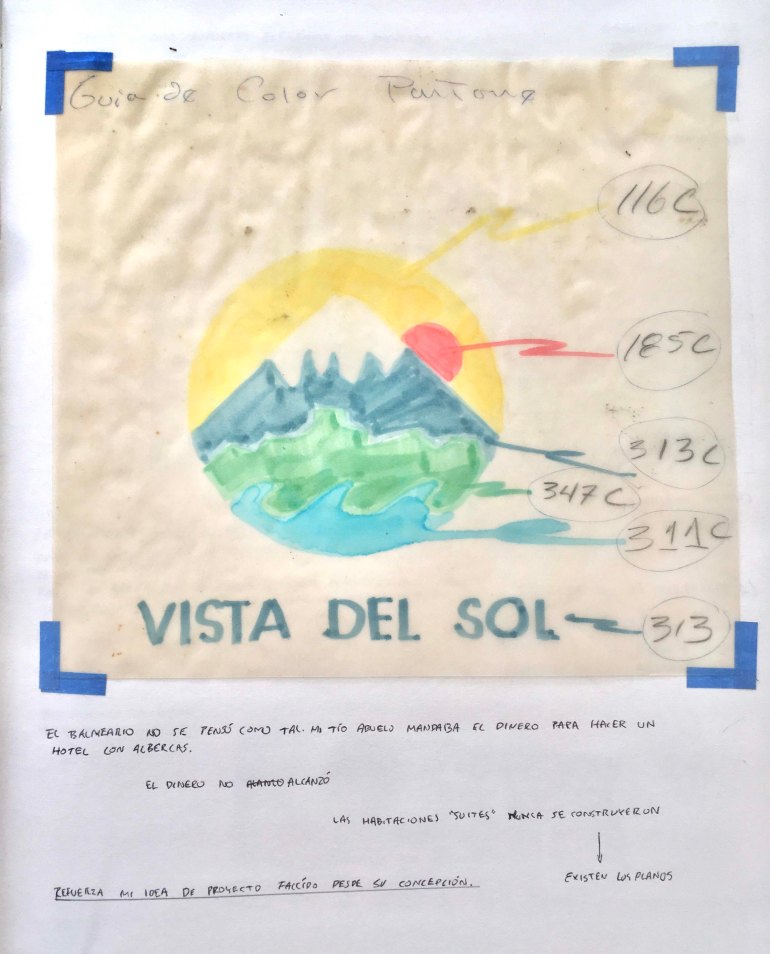 Guia de Color Pantone
116C
185C
313C
347C
311C
VISTA DEL SOL
313
EL BALNEARIO NO SE PENSÓ COMO TAL. MI TÍO ABUELO MANDABA EL DINERO PARA HACER UN
HOTEL CON ALBERCAS.
EL DINERO NO ALCANZÓ
LAS HABITACIONES "SUITES" NUNCA SE CONSTRUYERON
EXISTEN LOS PLANOS
REFUERZA MI IDEA DE PROYECTO FALLIDO DESDE SU CONCEPCIÓN.